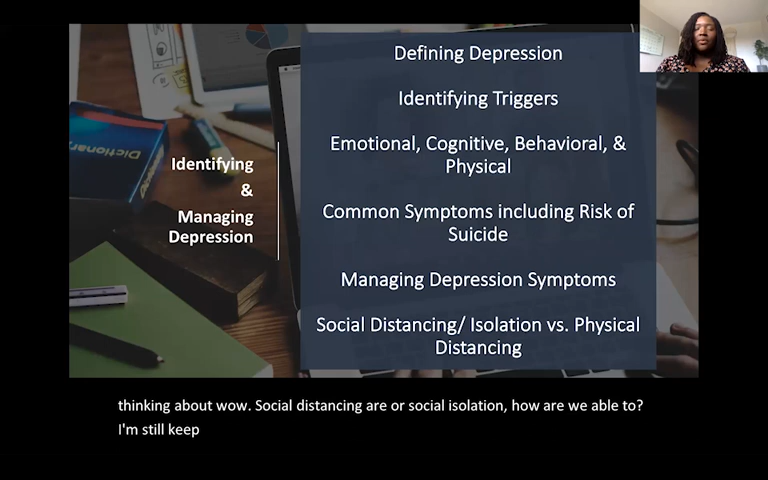 Defining Depression
Identifying Triggers
Emotional, Cognitive, Behavioral, &
Physical
Common Symptoms including Risk of
Suicide
Managing Depression Symptoms
Social Distancing/ Isolation vs. Physical
Distancing
Identifying
&
Managing
Depression
Dictionary
thinking about wow. Social distancing are or social isolation, how are we able to?
I'm still keep